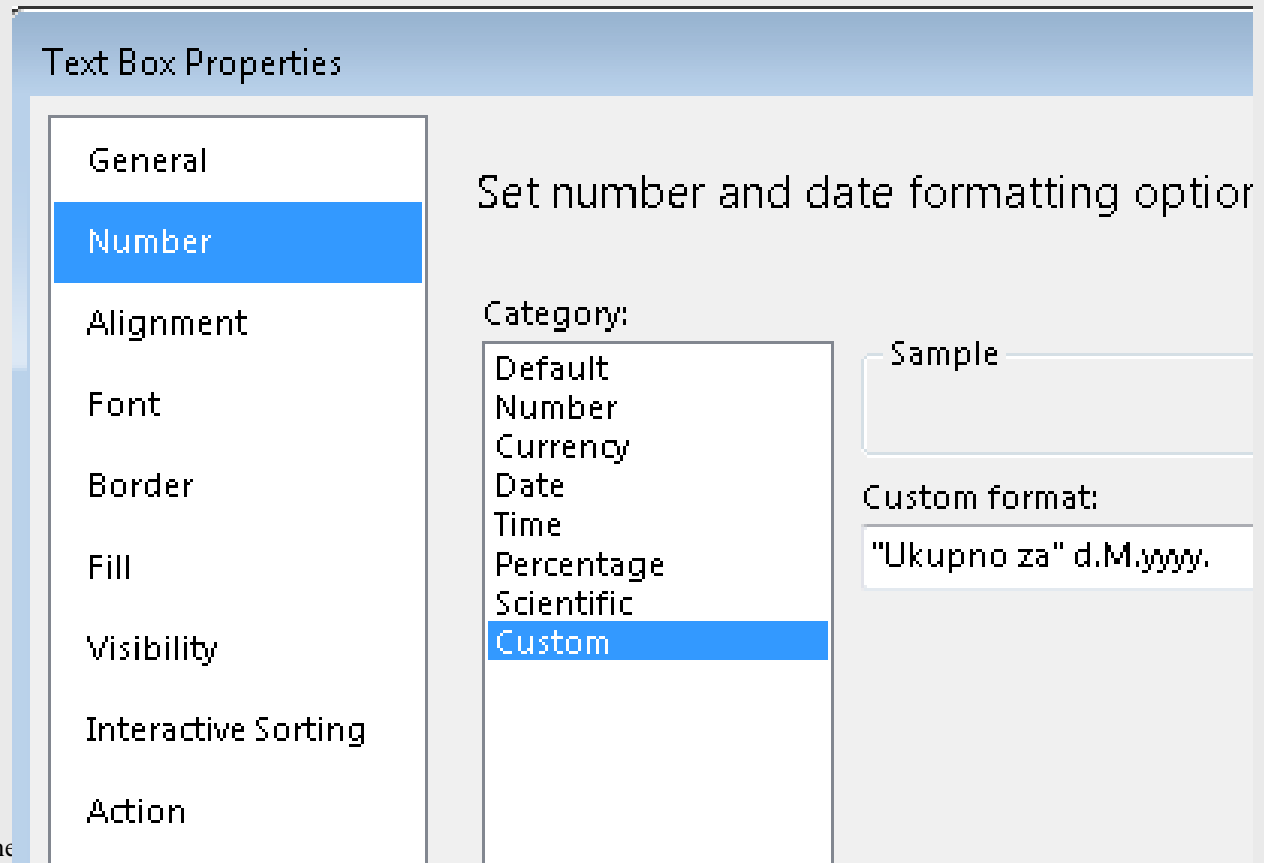 Text Box Properties
General
Number
Alignment
Font
Border
Fill
Visibility
Interactive Sorting
Action
Set number and date formatting option
Category:
Default
Number
Currency
Date
Time
Percentage
Scientific
Custom
Sample
Custom format:
"Ukupno za" d.M.yyyy.